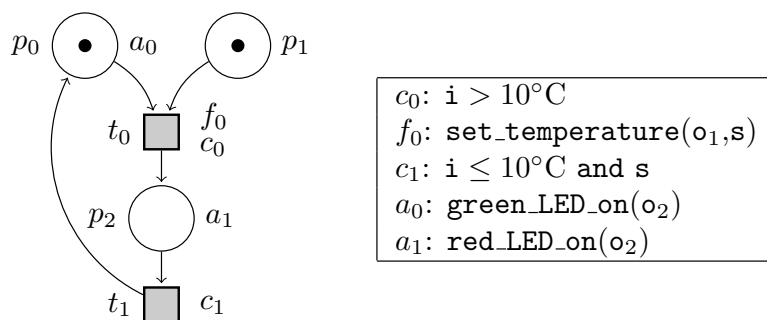 p₀ a₀ p₁
t₀ f₀
c₀
p₂ a₁
t₁ c₁
c₀: i > 10°C
f₀: set_temperature(o₁,s)
c₁: i ≤ 10°C and s
a₀: green_LED_on(o₂)
a₁: red_LED_on(o₂)